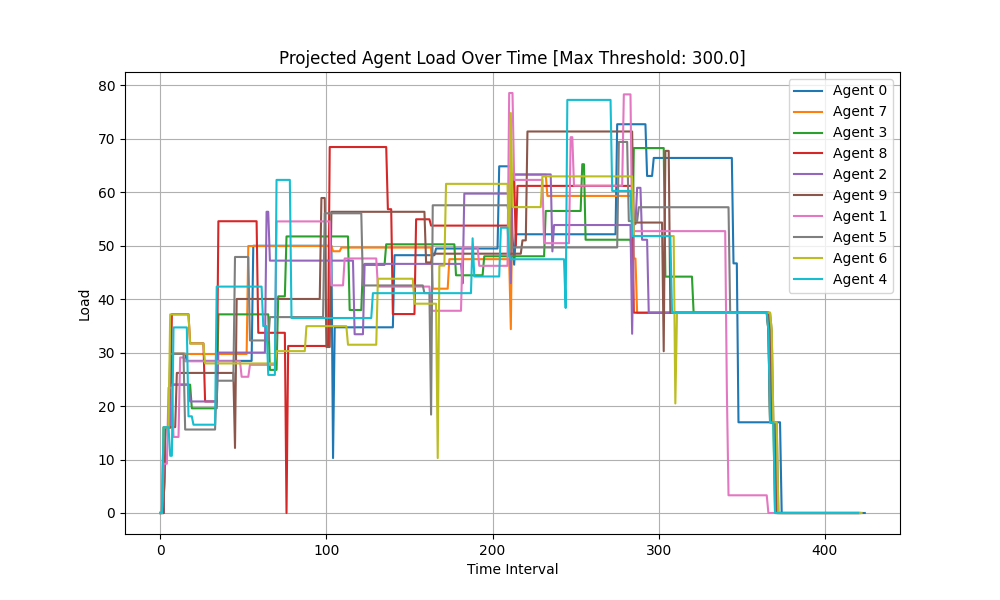 Projected Agent Load Over Time [Max Threshold: 300.0]
80
70
60
50
40
30
20
10
0
Load
0 100 200 300 400
Time Interval
Agent 0
Agent 7
Agent 3
Agent 8
Agent 2
Agent 9
Agent 1
Agent 5
Agent 6
Agent 4